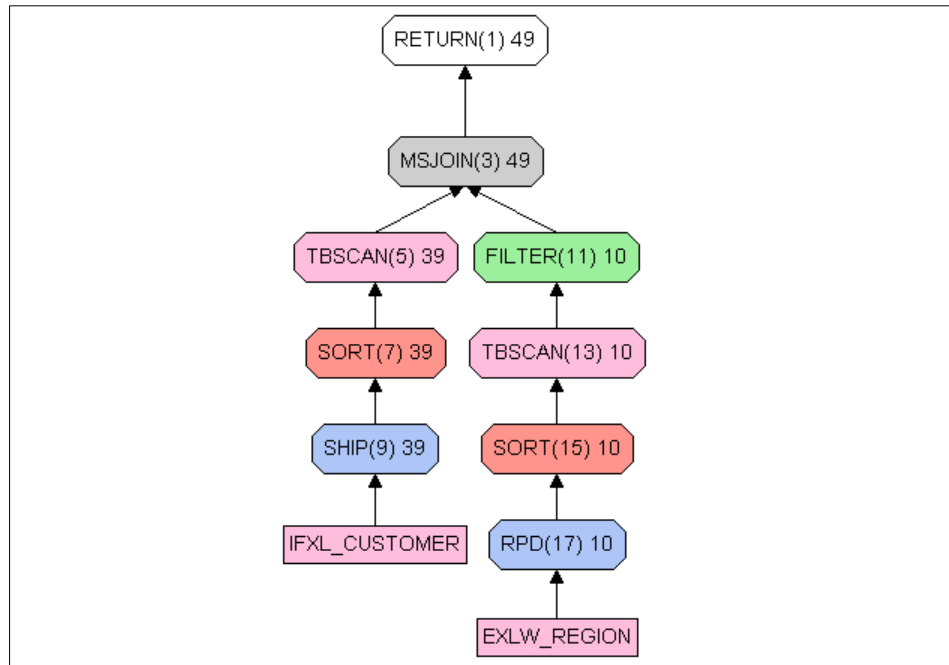 RETURN(1) 49
MSJOIN(3) 49
TBSCAN(5) 39
FILTER(11) 10
SORT(7) 39
TBSCAN(13) 10
SHIP(9) 39
SORT(15) 10
IFXL_CUSTOMER
RPD(17) 10
EXLW_REGION